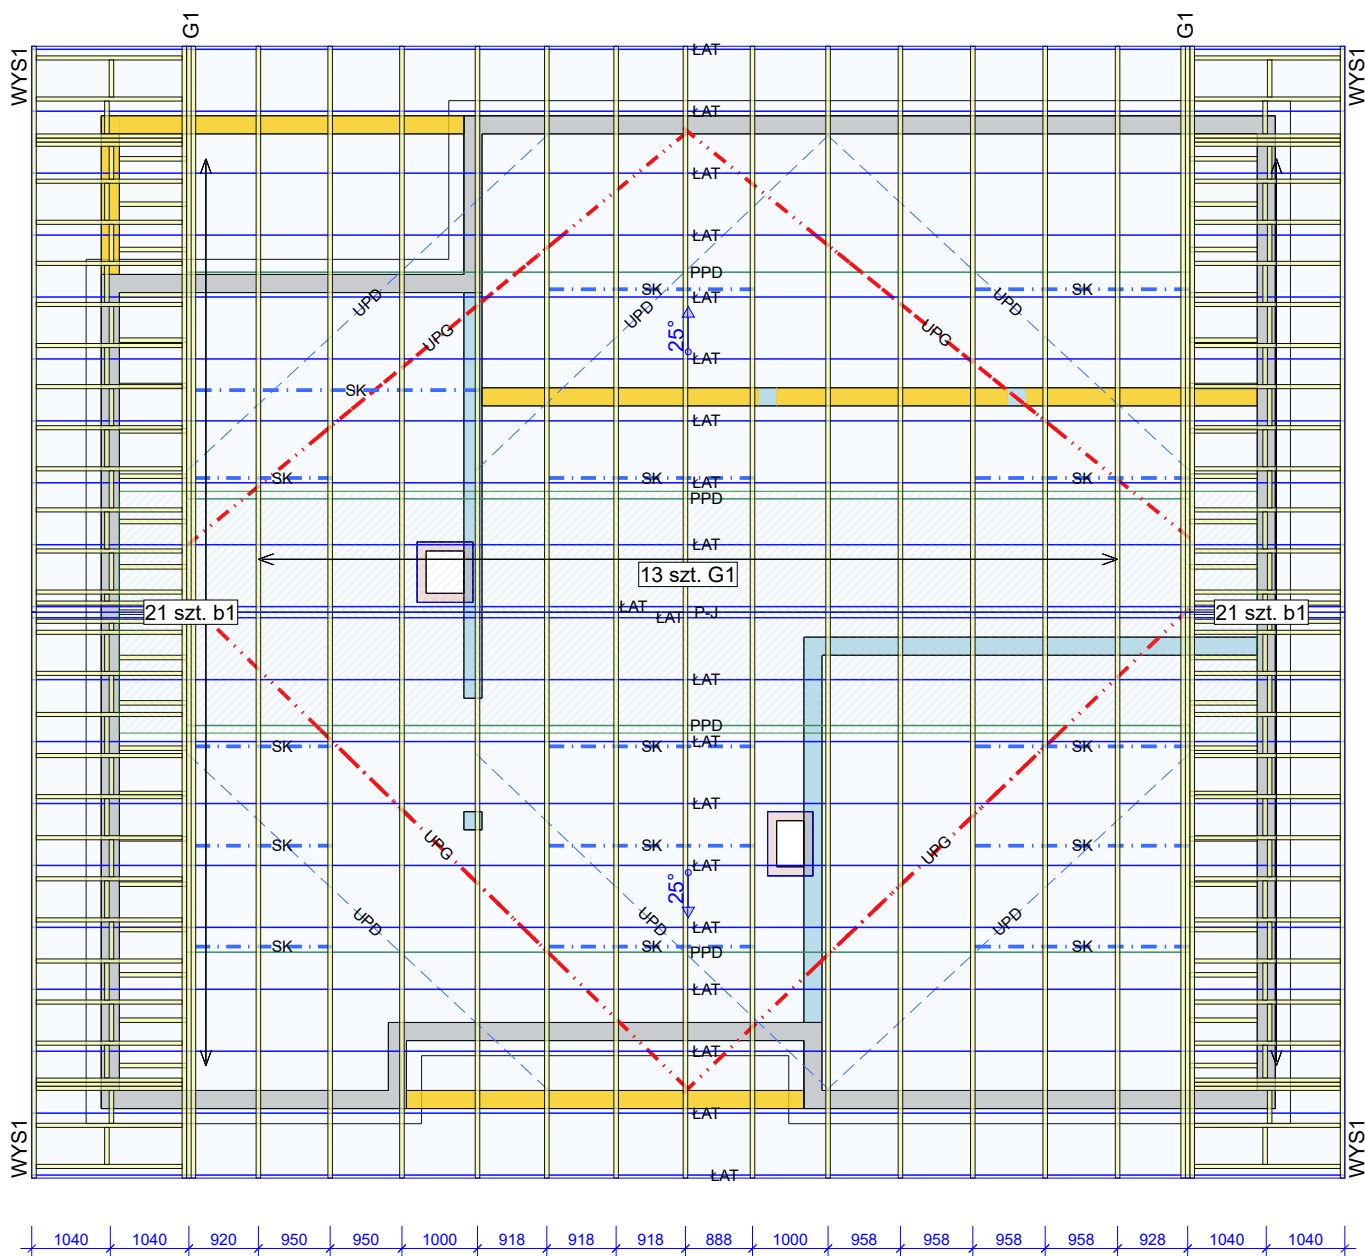 G1 G1
WYS1 WYS1
ŁAT
ŁAT
ŁAT
ŁAT
PPD
SK SK
UPD UPD UPD
ŁAT
UPG UPG
25°
ŁAT
SK
ŁAT
SK SK SK
ŁAT
PPD
ŁAT
13 szt. G1
ŁAT
21 szt. b1 P-J 21 szt. b1
ŁAT
ŁAT
PPD
ŁAT
SK SK SK
ŁAT
UPG UPG
SK SK SK
ŁAT
25°
UPD UPD UPD
ŁAT
SK SK SK
PPD
ŁAT
ŁAT
ŁAT
WYS1 WYS1
ŁAT
1040 1040 920 950 950 1000 918 918 918 888 1000 958 958 958 958 928 1040 1040